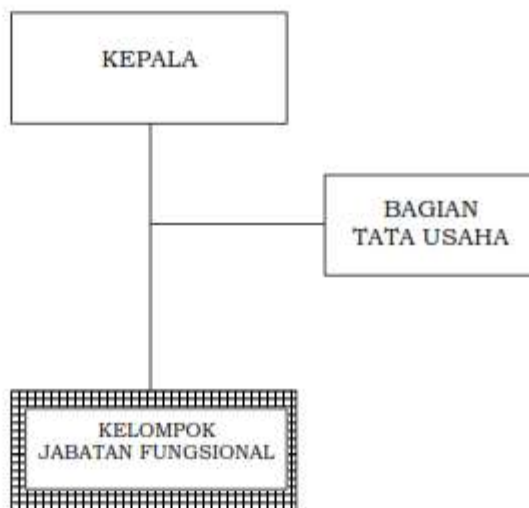 KEPALA
BAGIAN
TATA USAHA
KELOMPOK
JABATAN FUNGSIONAL